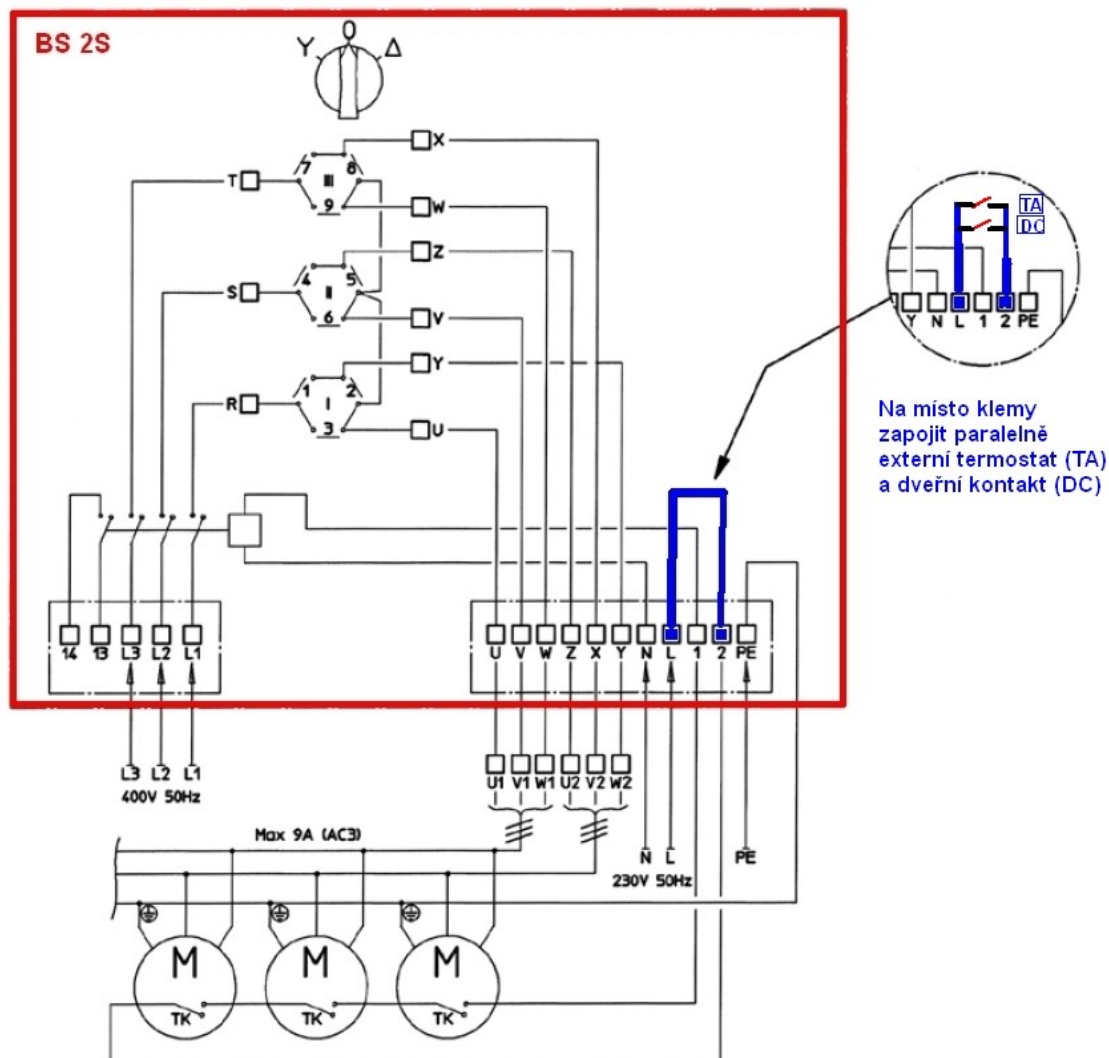 BS 2S
Y O Δ
X
T 7 8
III
9 W
Z
S 4 5
II
6 V
Y
R 1 2
I
3 U
TA
DC
Y N L 1 2 PE
Na místo klemy
zapojit paralelně
externí termostat (TA)
a dveřní kontakt (DC)
14 13 L3 L2 L1
U V W Z X Y N L 1 2 PE
L3 L2 L1
400V 50Hz
U1 V1 W1 U2 V2 W2
Max 9A (AC3)
N L PE
230V 50Hz
M M M
TK TK TK